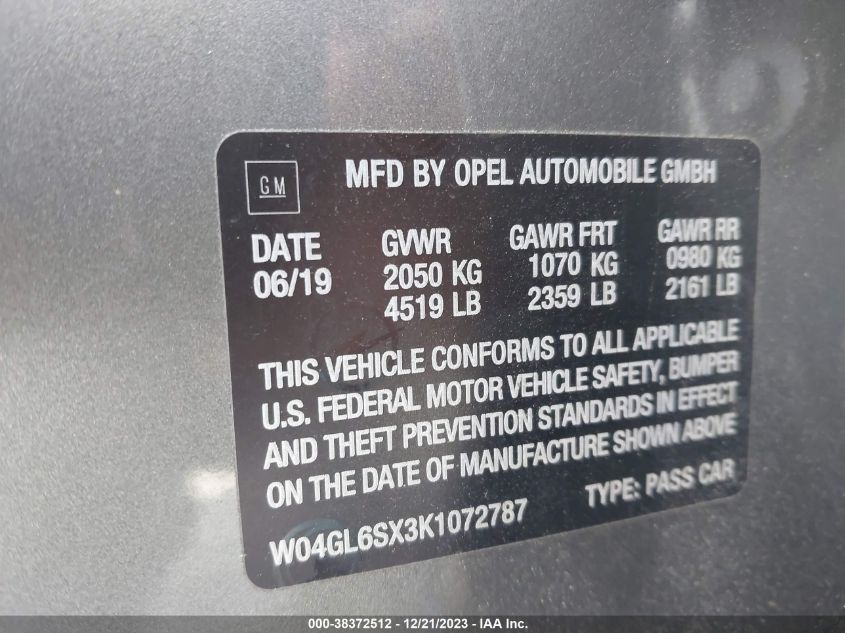 GM
MFD BY OPEL AUTOMOBILE GMBH
DATE GVWR GAWR FRT GAWR RR
06/19 2050 KG 1070 KG 0980 KG
4519 LB 2359 LB 2161 LB
THIS VEHICLE CONFORMS TO ALL APPLICABLE
U.S. FEDERAL MOTOR VEHICLE SAFETY, BUMPER
AND THEFT PREVENTION STANDARDS IN EFFECT
ON THE DATE OF MANUFACTURE SHOWN ABOVE
W04GL6SX3K1072787 TYPE: PASS CAR
000-38372512 - 12/21/2023 - IAA Inc.